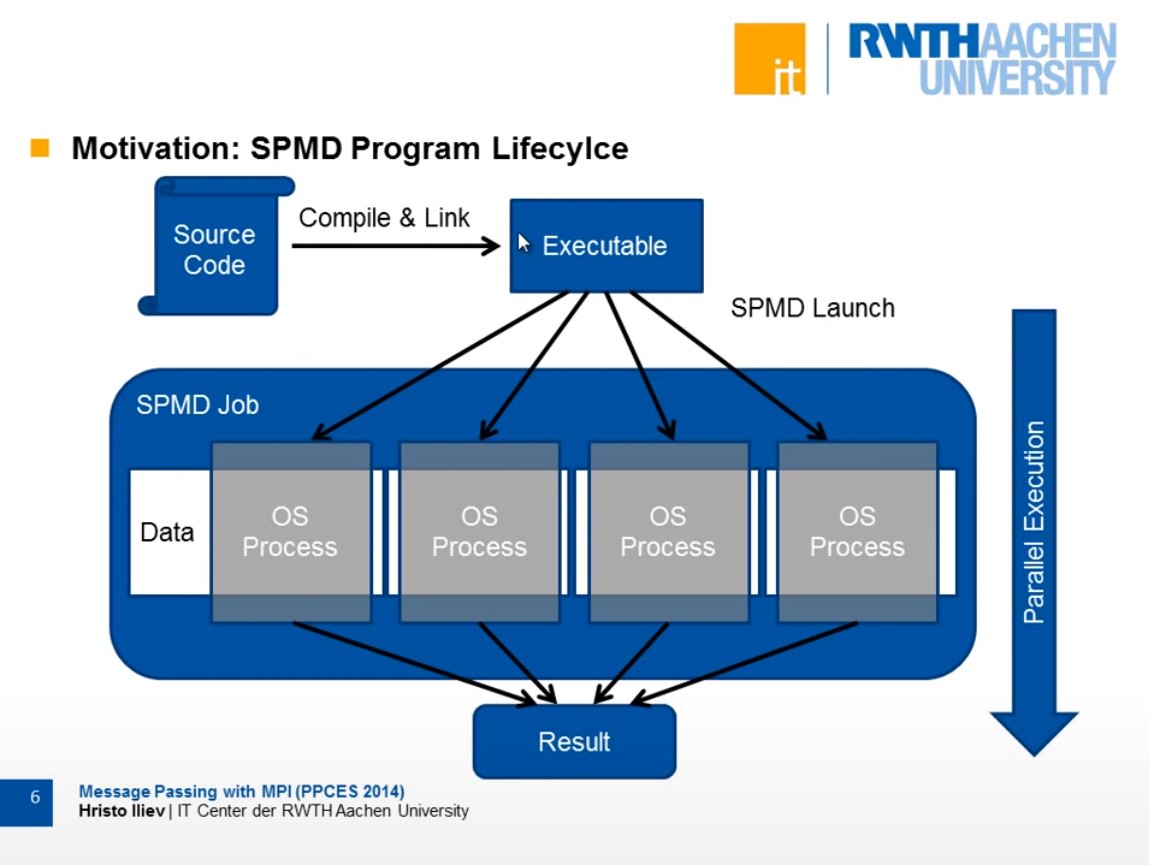 it
RWTHAACHEN
UNIVERSITY
Motivation: SPMD Program Lifecylce
Source
Code
Compile & Link
Executable
SPMD Launch
SPMD Job
Data
OS
Process
OS
Process
OS
Process
OS
Process
Parallel Execution
Result
6
Message Passing with MPI (PPCES 2014)
Hristo Iliev | IT Center der RWTH Aachen University